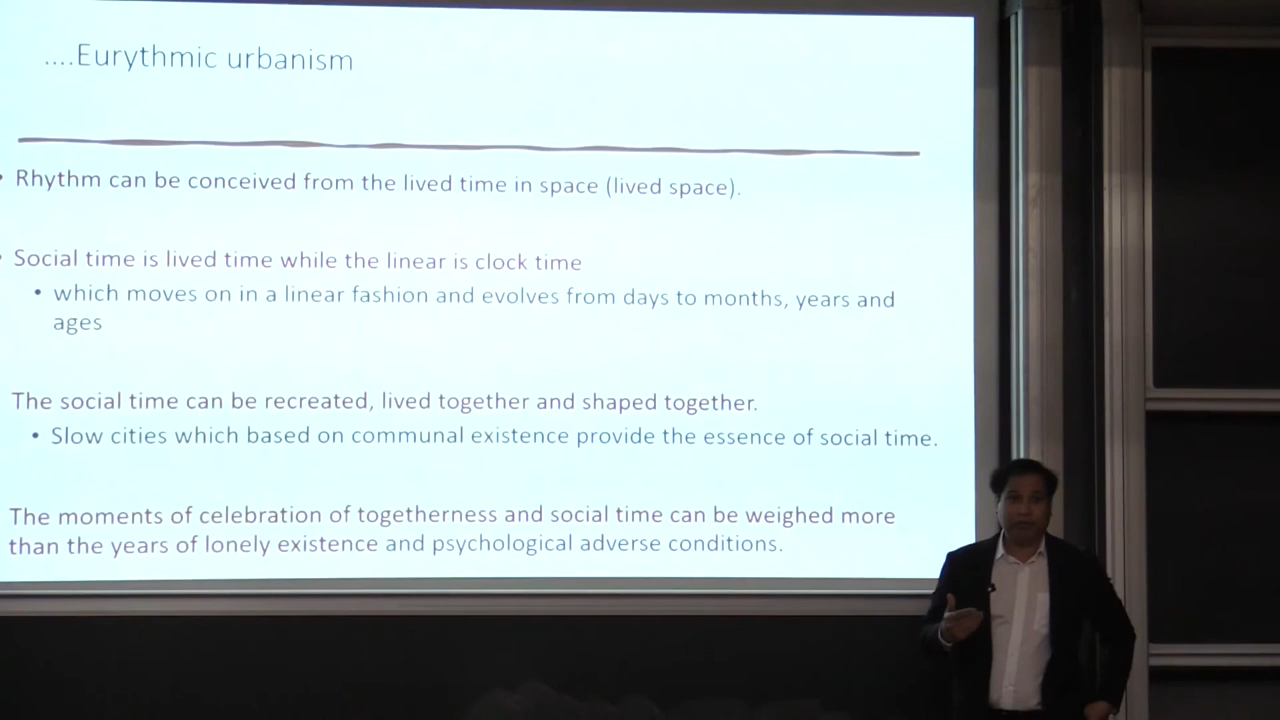 ....Eurythmic urbanism
• Rhythm can be conceived from the lived time in space (lived space).
• Social time is lived time while the linear is clock time
• which moves on in a linear fashion and evolves from days to months, years and
ages
The social time can be recreated, lived together and shaped together.
• Slow cities which based on communal existence provide the essence of social time.
The moments of celebration of togetherness and social time can be weighed more
than the years of lonely existence and psychological adverse conditions.